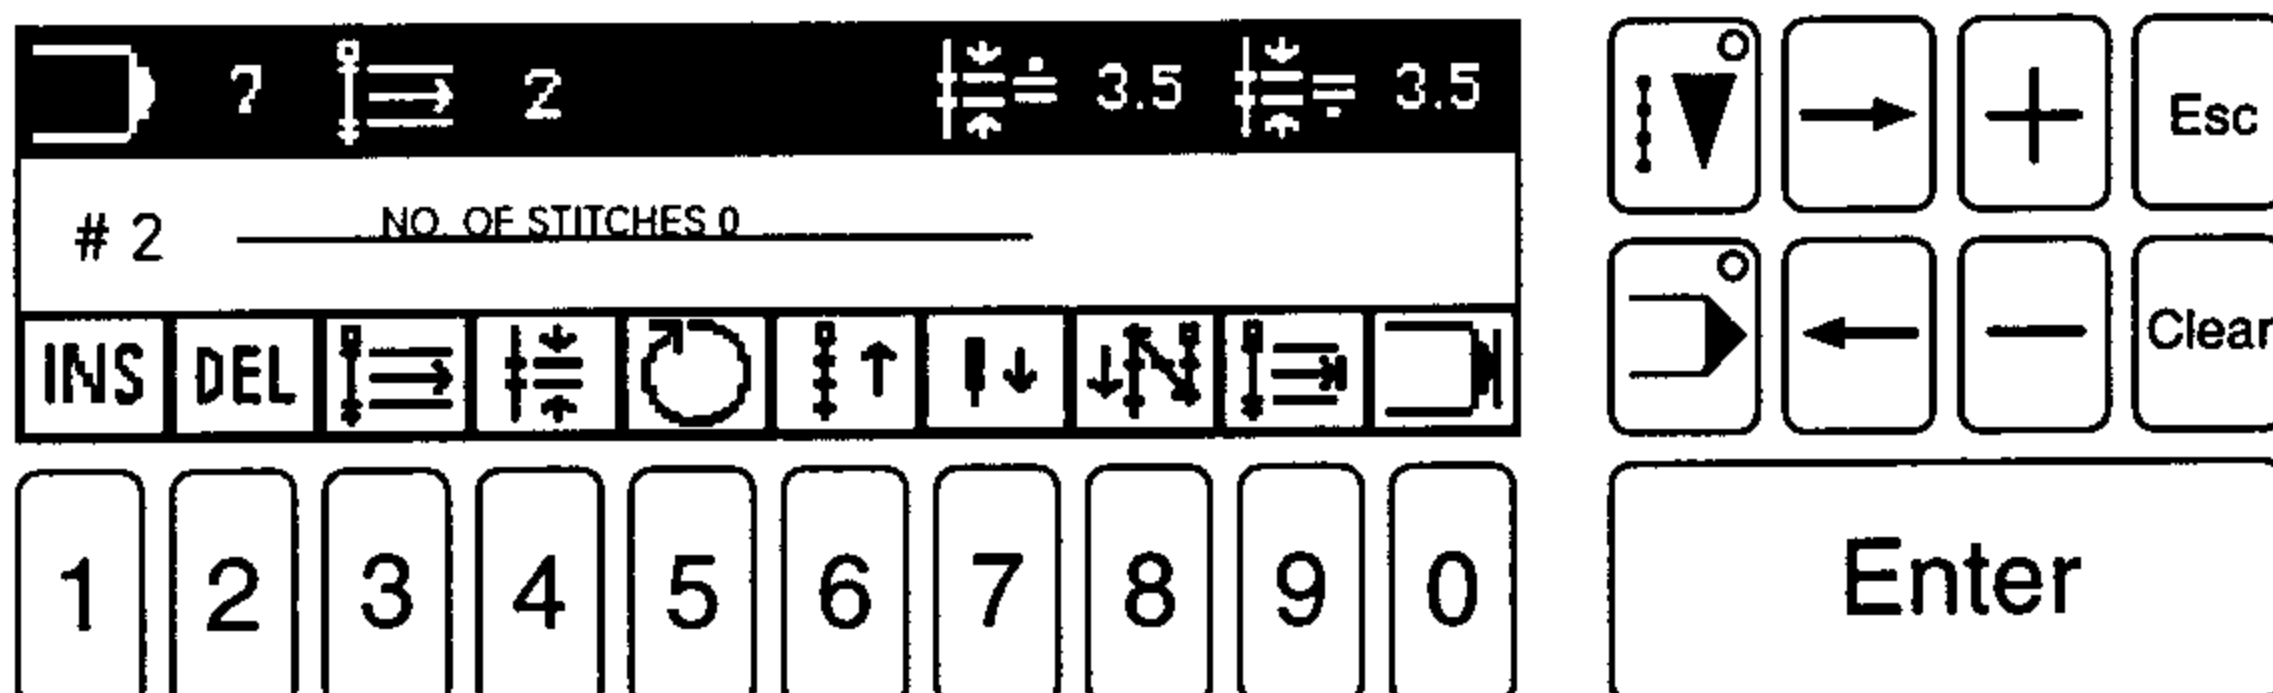 2 3.5 3.5
# 2 NO. OF STITCHES 0
INS DEL
1 2 3 4 5 6 7 8 9 0
Esc
Clear
Enter